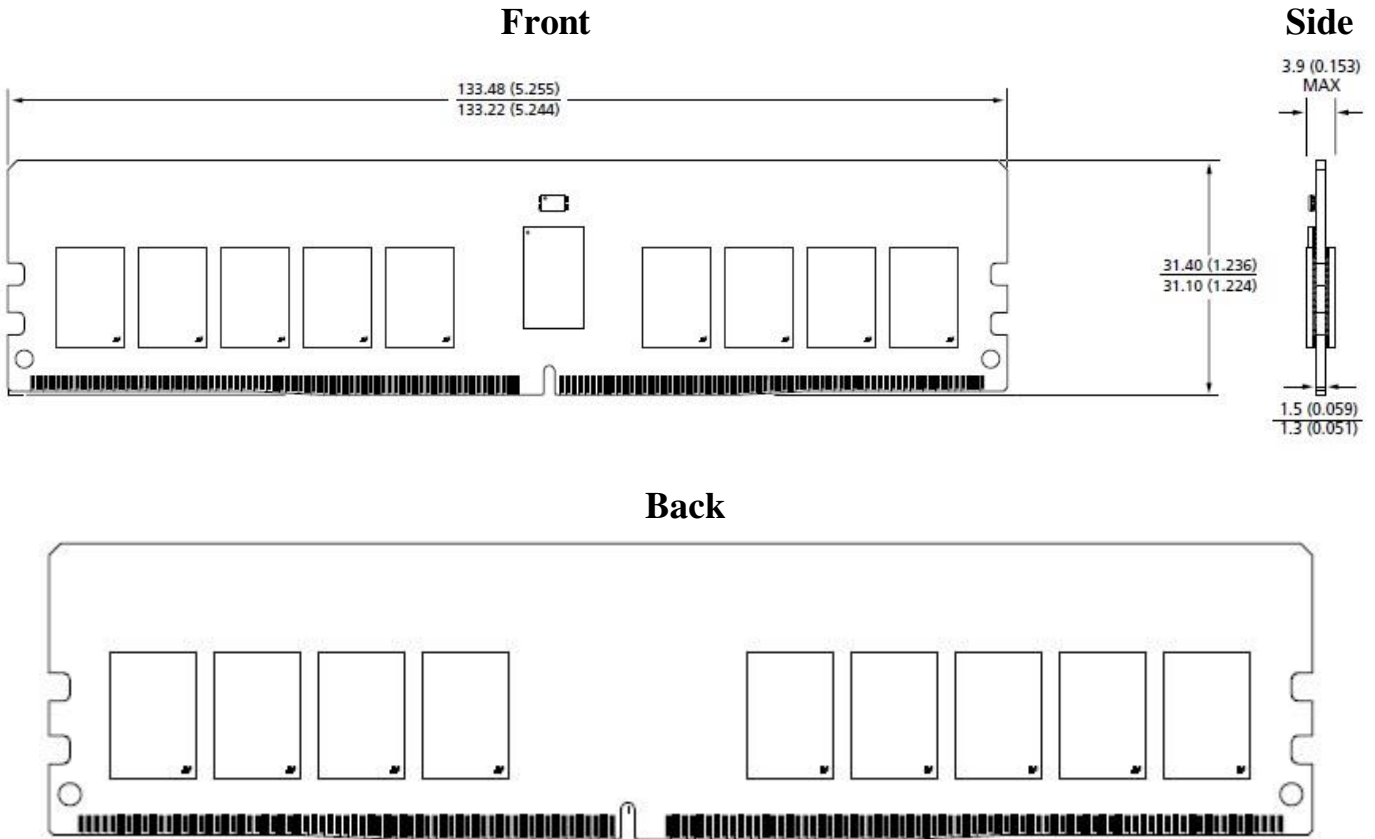 Front
Side
133.48 (5.255)
133.22 (5.244)
3.9 (0.153)
MAX
31.40 (1.236)
31.10 (1.224)
1.5 (0.059)
1.3 (0.051)
Back